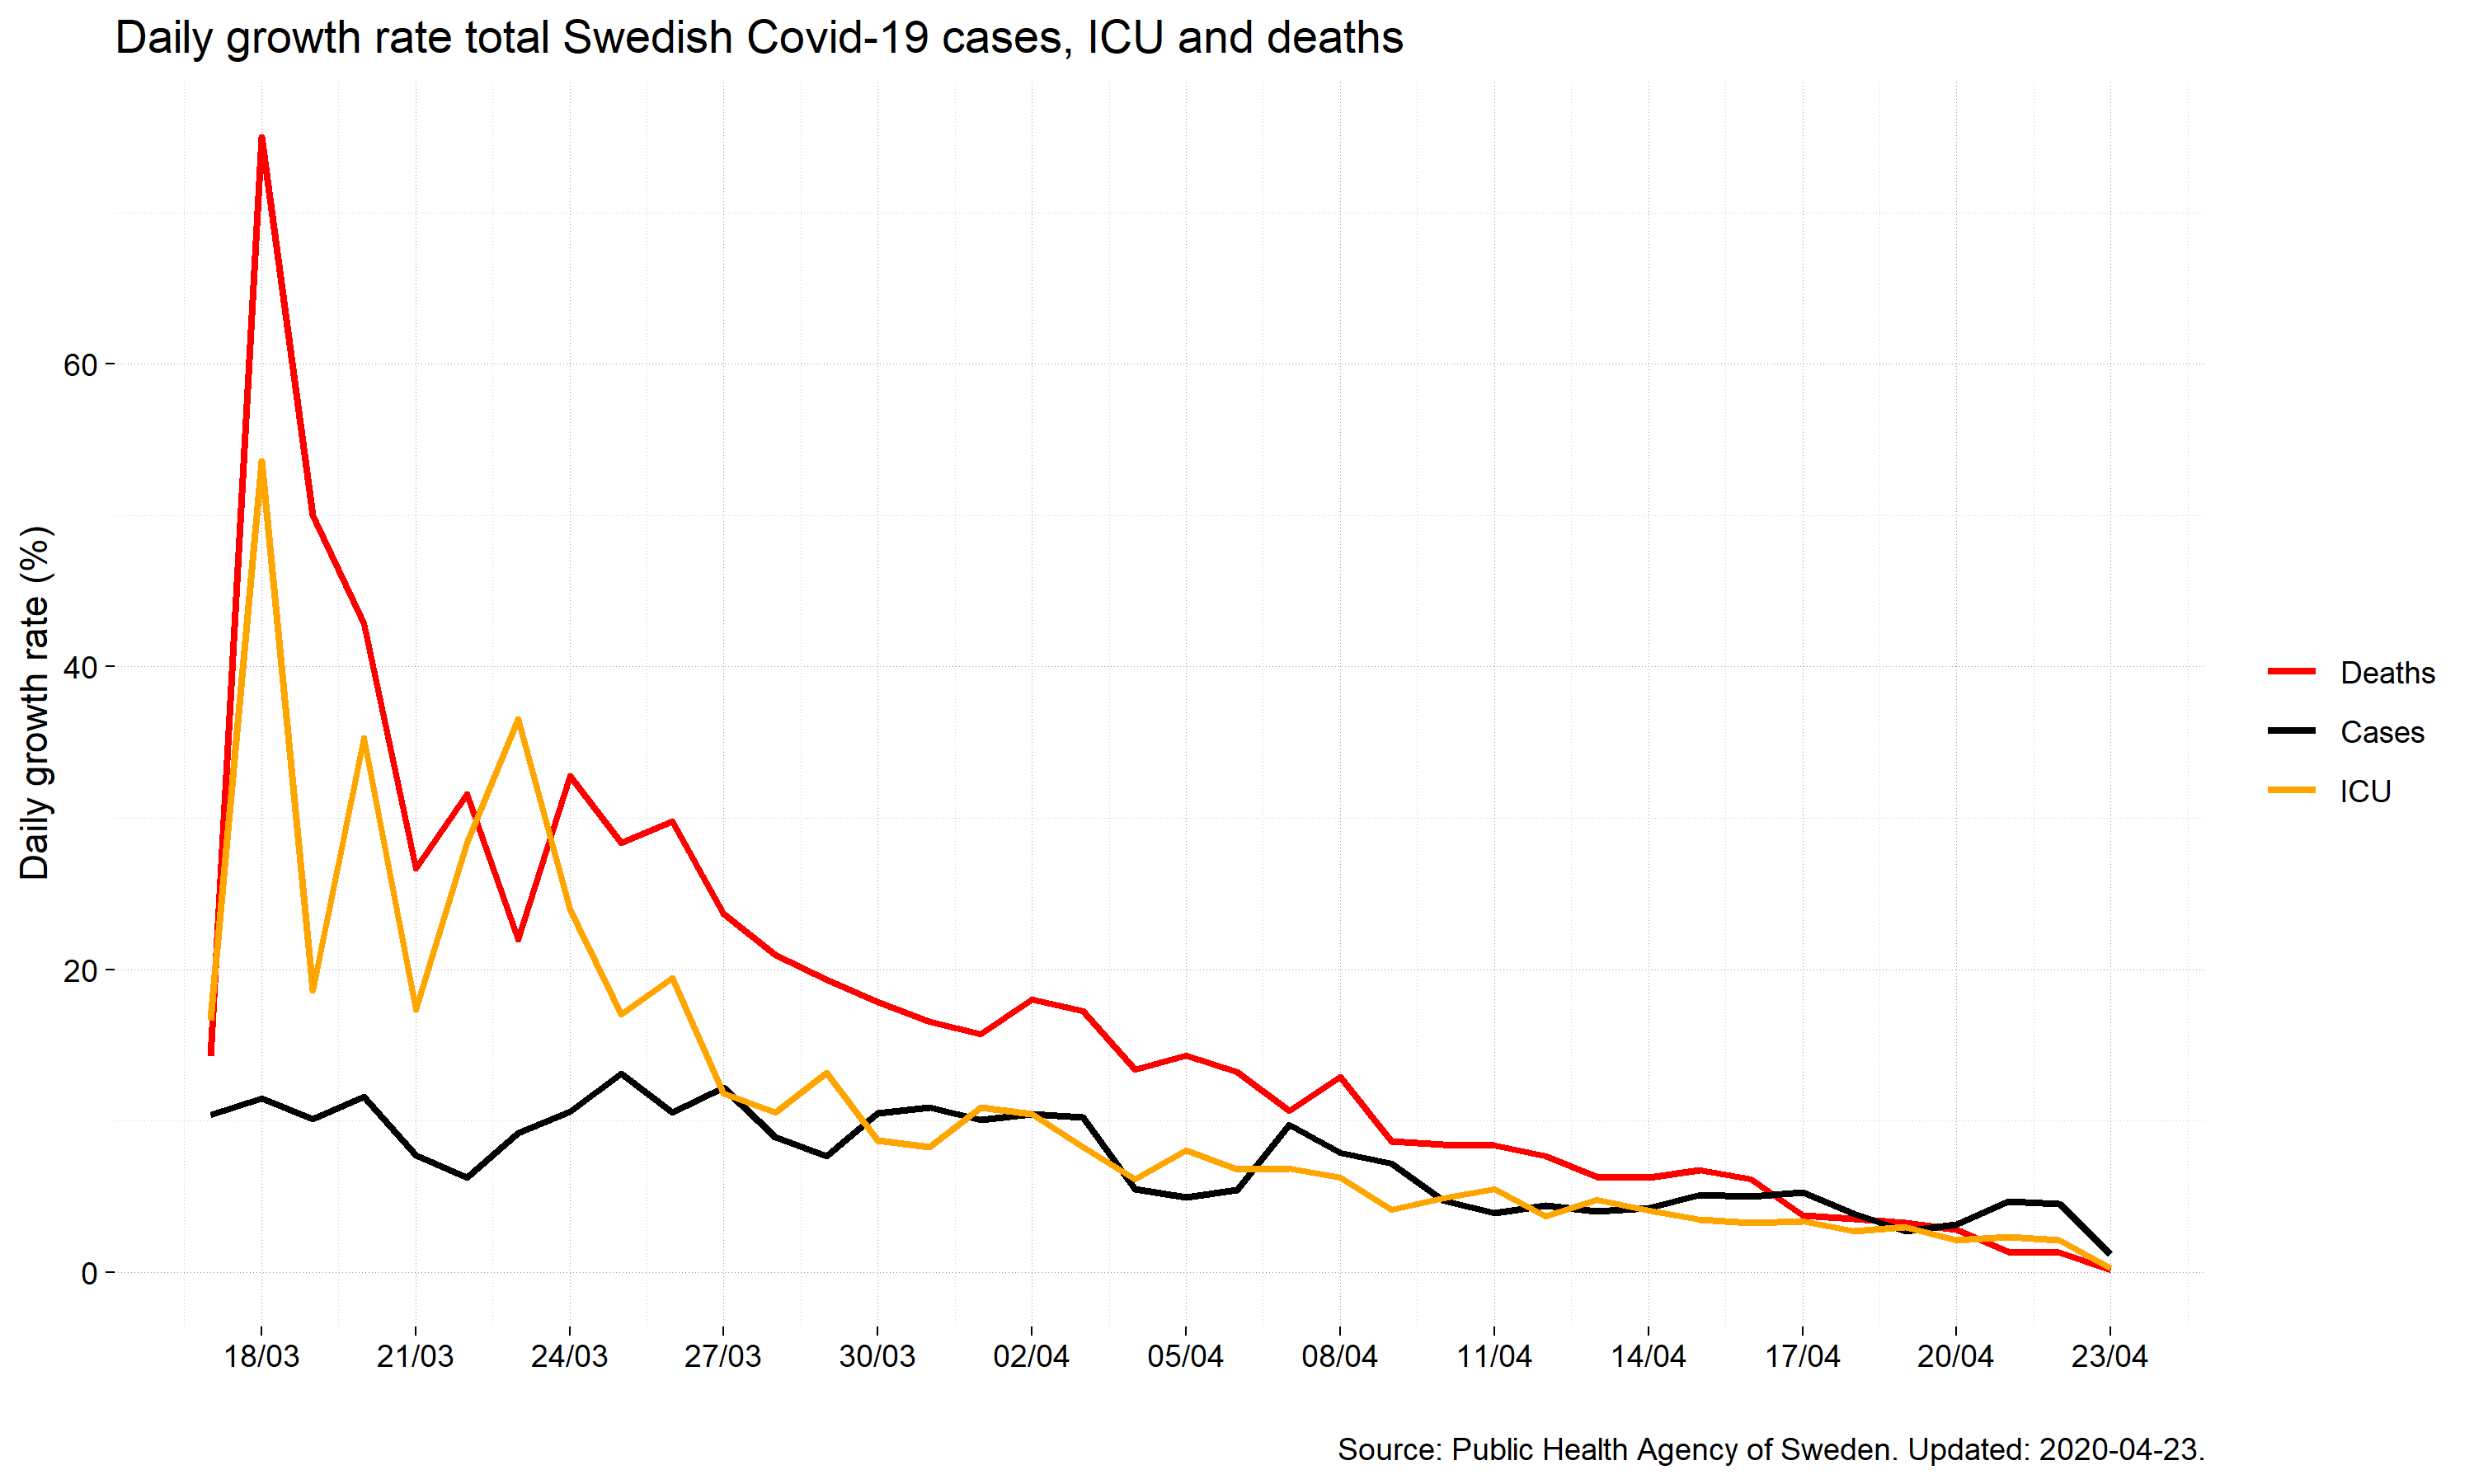 Daily growth rate total Swedish Covid-19 cases, ICU and deaths
Daily growth rate (%)
60
40
20
0
18/03 21/03 24/03 27/03 30/03 02/04 05/04 08/04 11/04 14/04 17/04 20/04 23/04
Deaths
Cases
ICU
Source: Public Health Agency of Sweden. Updated: 2020-04-23.